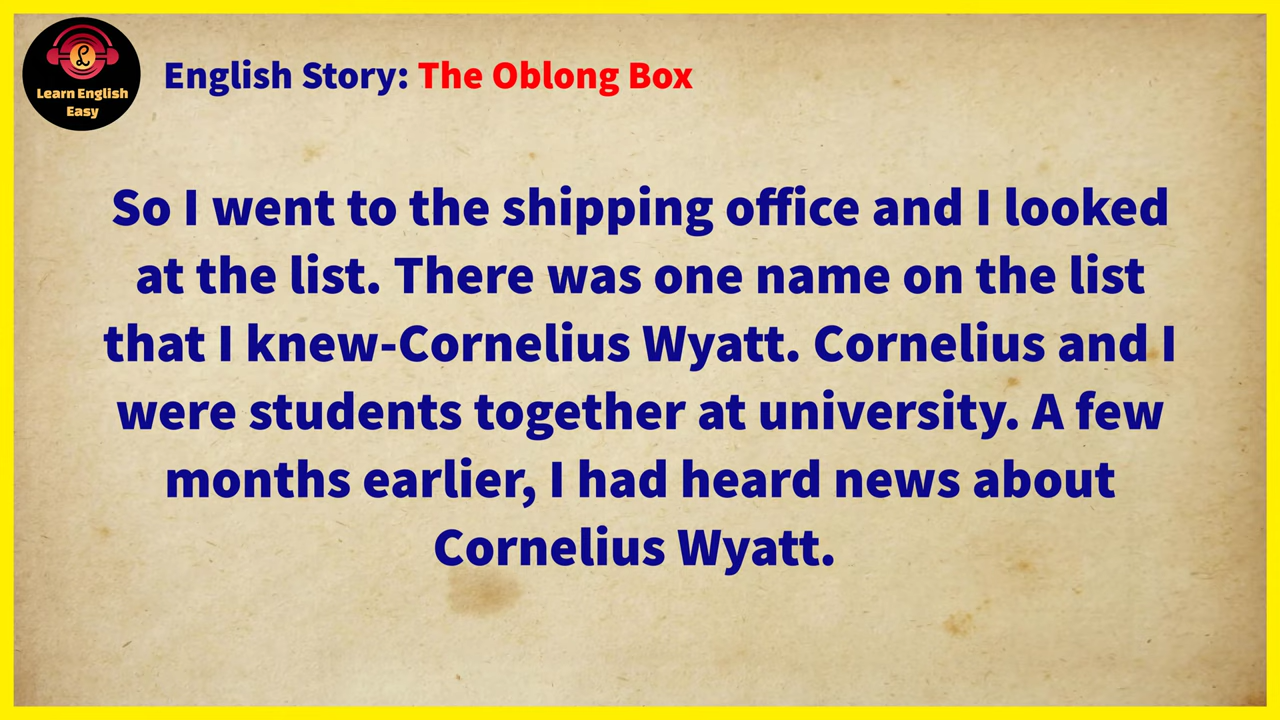 Learn English
Easy
English Story: The Oblong Box
So I went to the shipping office and I looked
at the list. There was one name on the list
that I knew-Cornelius Wyatt. Cornelius and I
were students together at university. A few
months earlier, I had heard news about
Cornelius Wyatt.